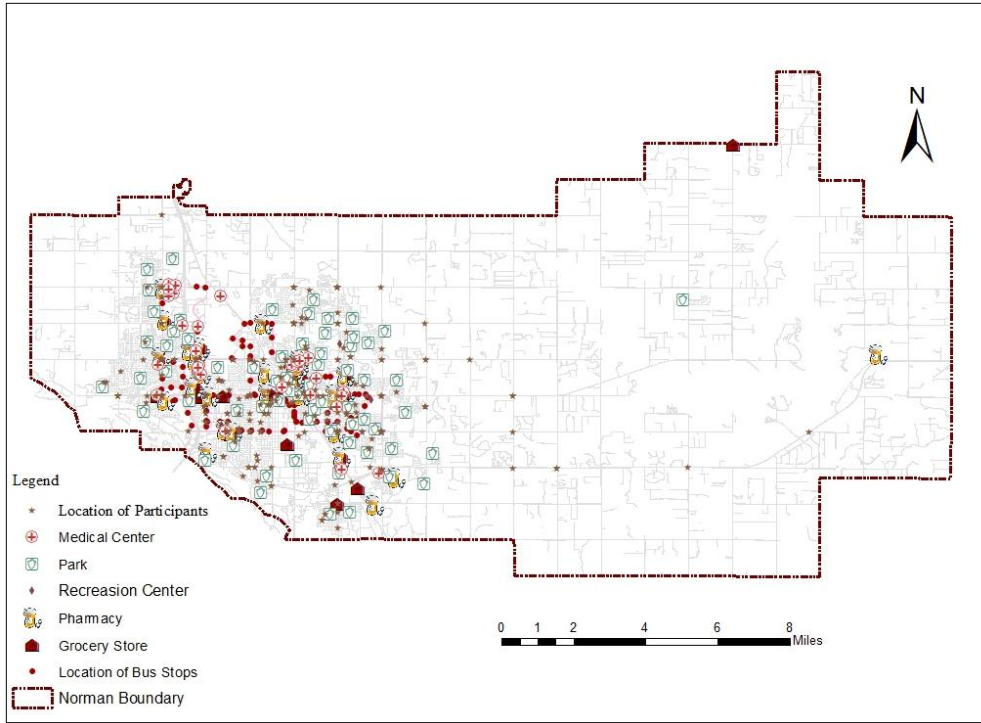 N
Legend
Location of Participants
Medical Center
Park
Recreasion Center
Pharmacy
Grocery Store
Location of Bus Stops
Norman Boundary
0 1 2 4 6 8
Miles